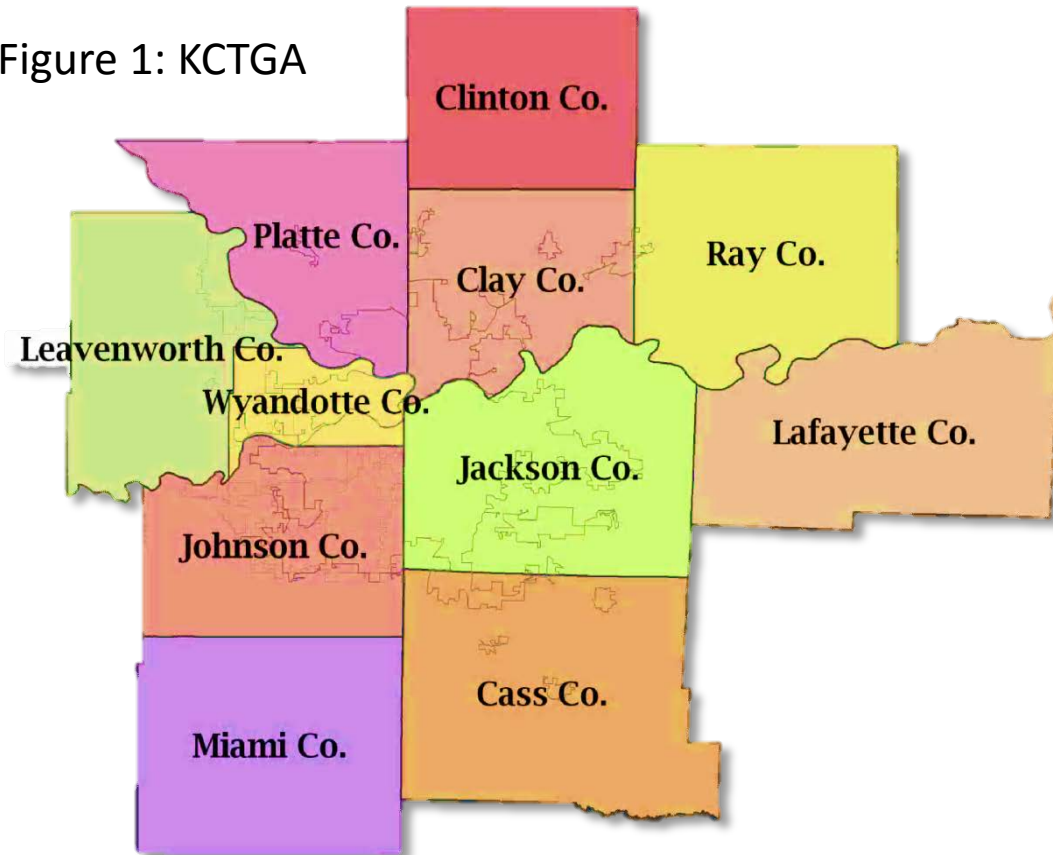 Figure 1: KCTGA
Clinton Co.
Platte Co.
Ray Co.
Clay Co.
Leavenworth Co.
Wyandotte Co.
Lafayette Co.
Jackson Co.
Johnson Co.
Cass Co.
Miami Co.